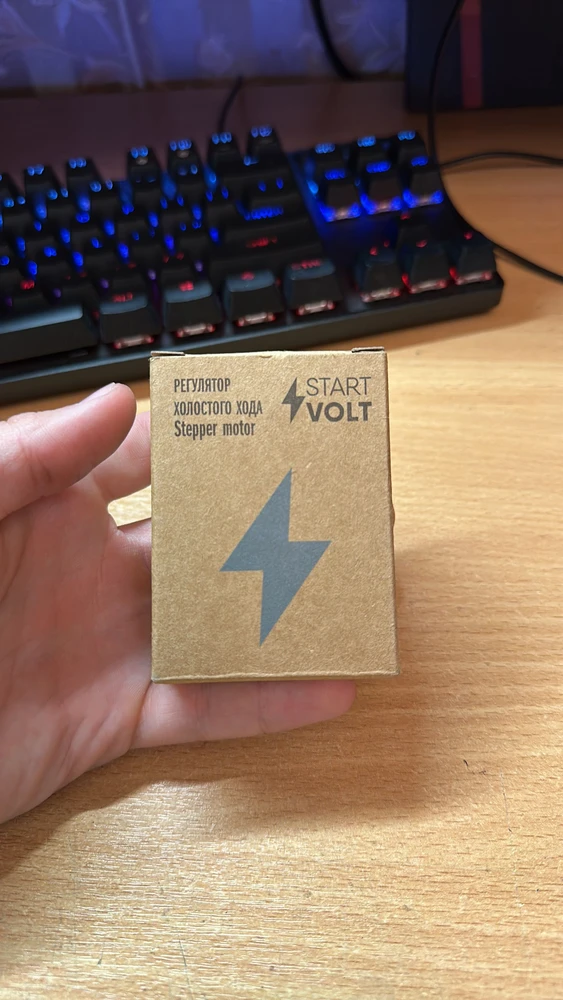 РЕГУЛЯТОР
ХОЛОСТОГО ХОДА
Stepper motor
START
VOLT